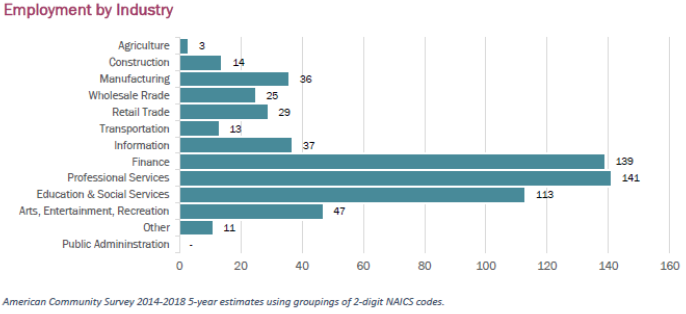 Employment by Industry
Agriculture 3
Construction 14
Manufacturing 36
Wholesale Rrade 25
Retail Trade 29
Transportation 13
Information 37
Finance 139
Professional Services 141
Education & Social Services 113
Arts, Entertainment, Recreation 47
Other 11
Public Admininstration -
0 20 40 60 80 100 120 140 160
American Community Survey 2014-2018 5-year estimates using groupings of 2-digit NAICS codes.